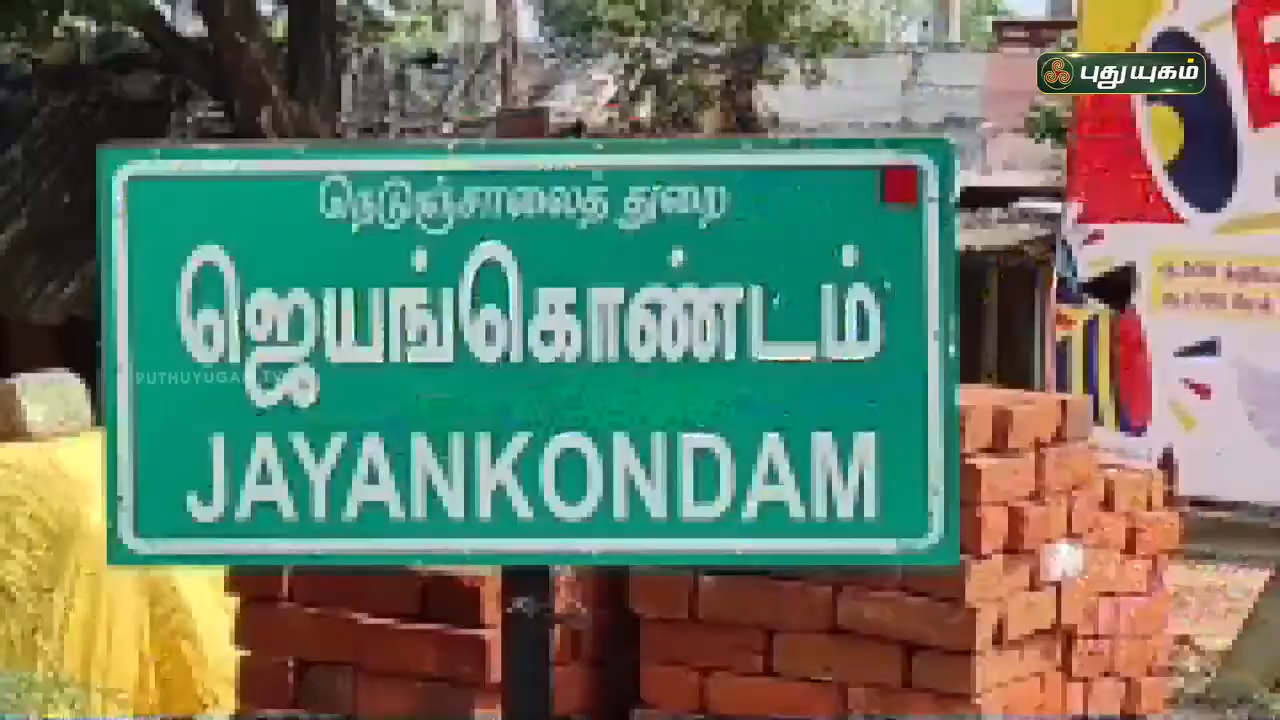 புதுயுகம்
நெடுஞ்சாலைத் துறை
ஜெயங்கொண்டம்
PUTHUYUGAM TV
JAYANKONDAM